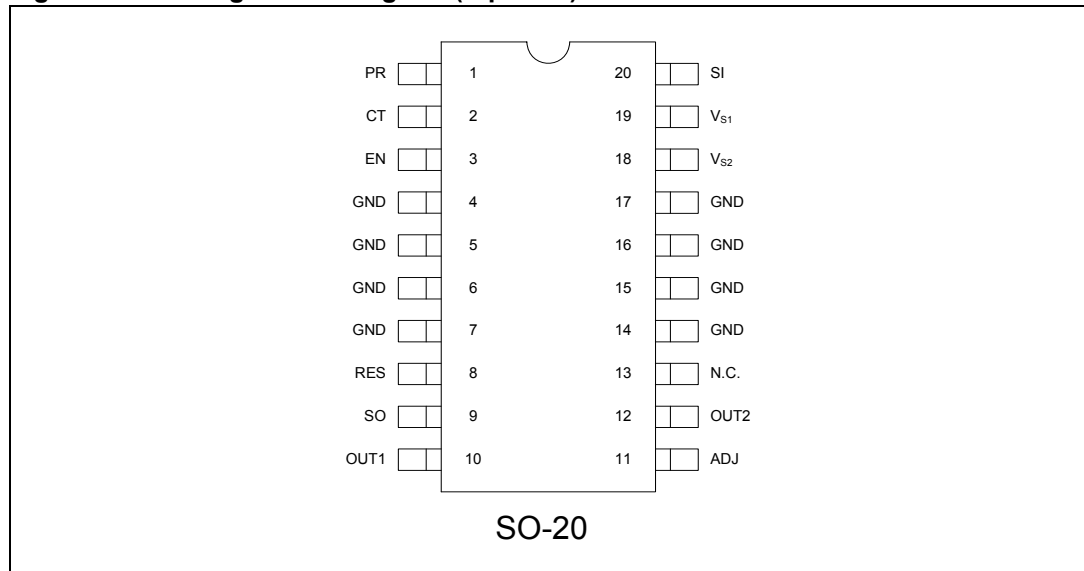 PR 1 20 SI
CT 2 19 VS1
EN 3 18 VS2
GND 4 17 GND
GND 5 16 GND
GND 6 15 GND
GND 7 14 GND
RES 8 13 N.C.
SO 9 12 OUT2
OUT1 10 11 ADJ
SO-20